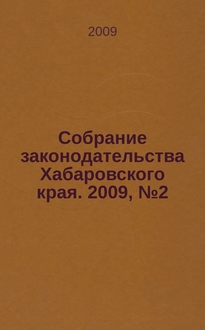 2009
Собрание
законодательства
Хабаровского
края. 2009, №2